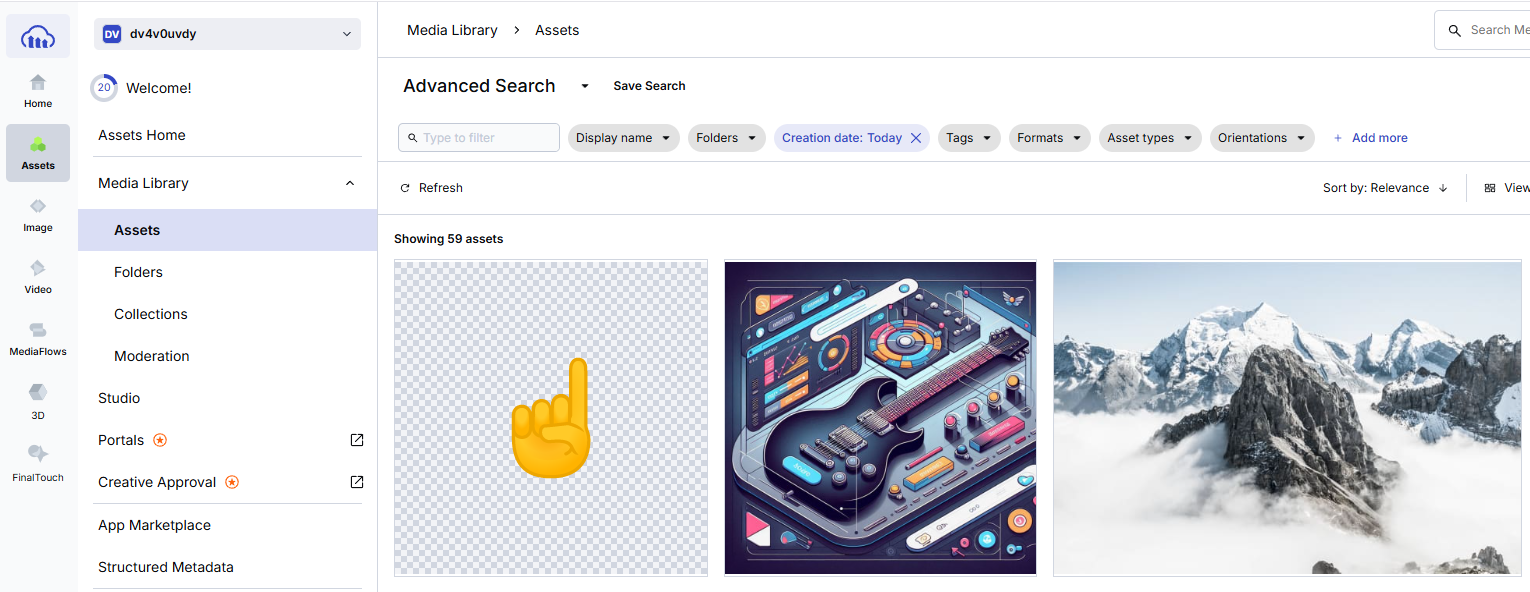 DV dv4v0uvdy
Media Library > Assets
Search Me
20 Welcome!
Advanced Search
Save Search
Home
Assets Home
Type to filter
Display name
Folders
Creation date: Today
Tags
Formats
Asset types
Orientations
+ Add more
Assets
Media Library
Refresh
Sort by: Relevance
View
Image
Assets
Showing 59 assets
Folders
Video
Collections
MediaFlows
Moderation
Studio
3D
Portals
FinalTouch
Creative Approval
App Marketplace
Structured Metadata